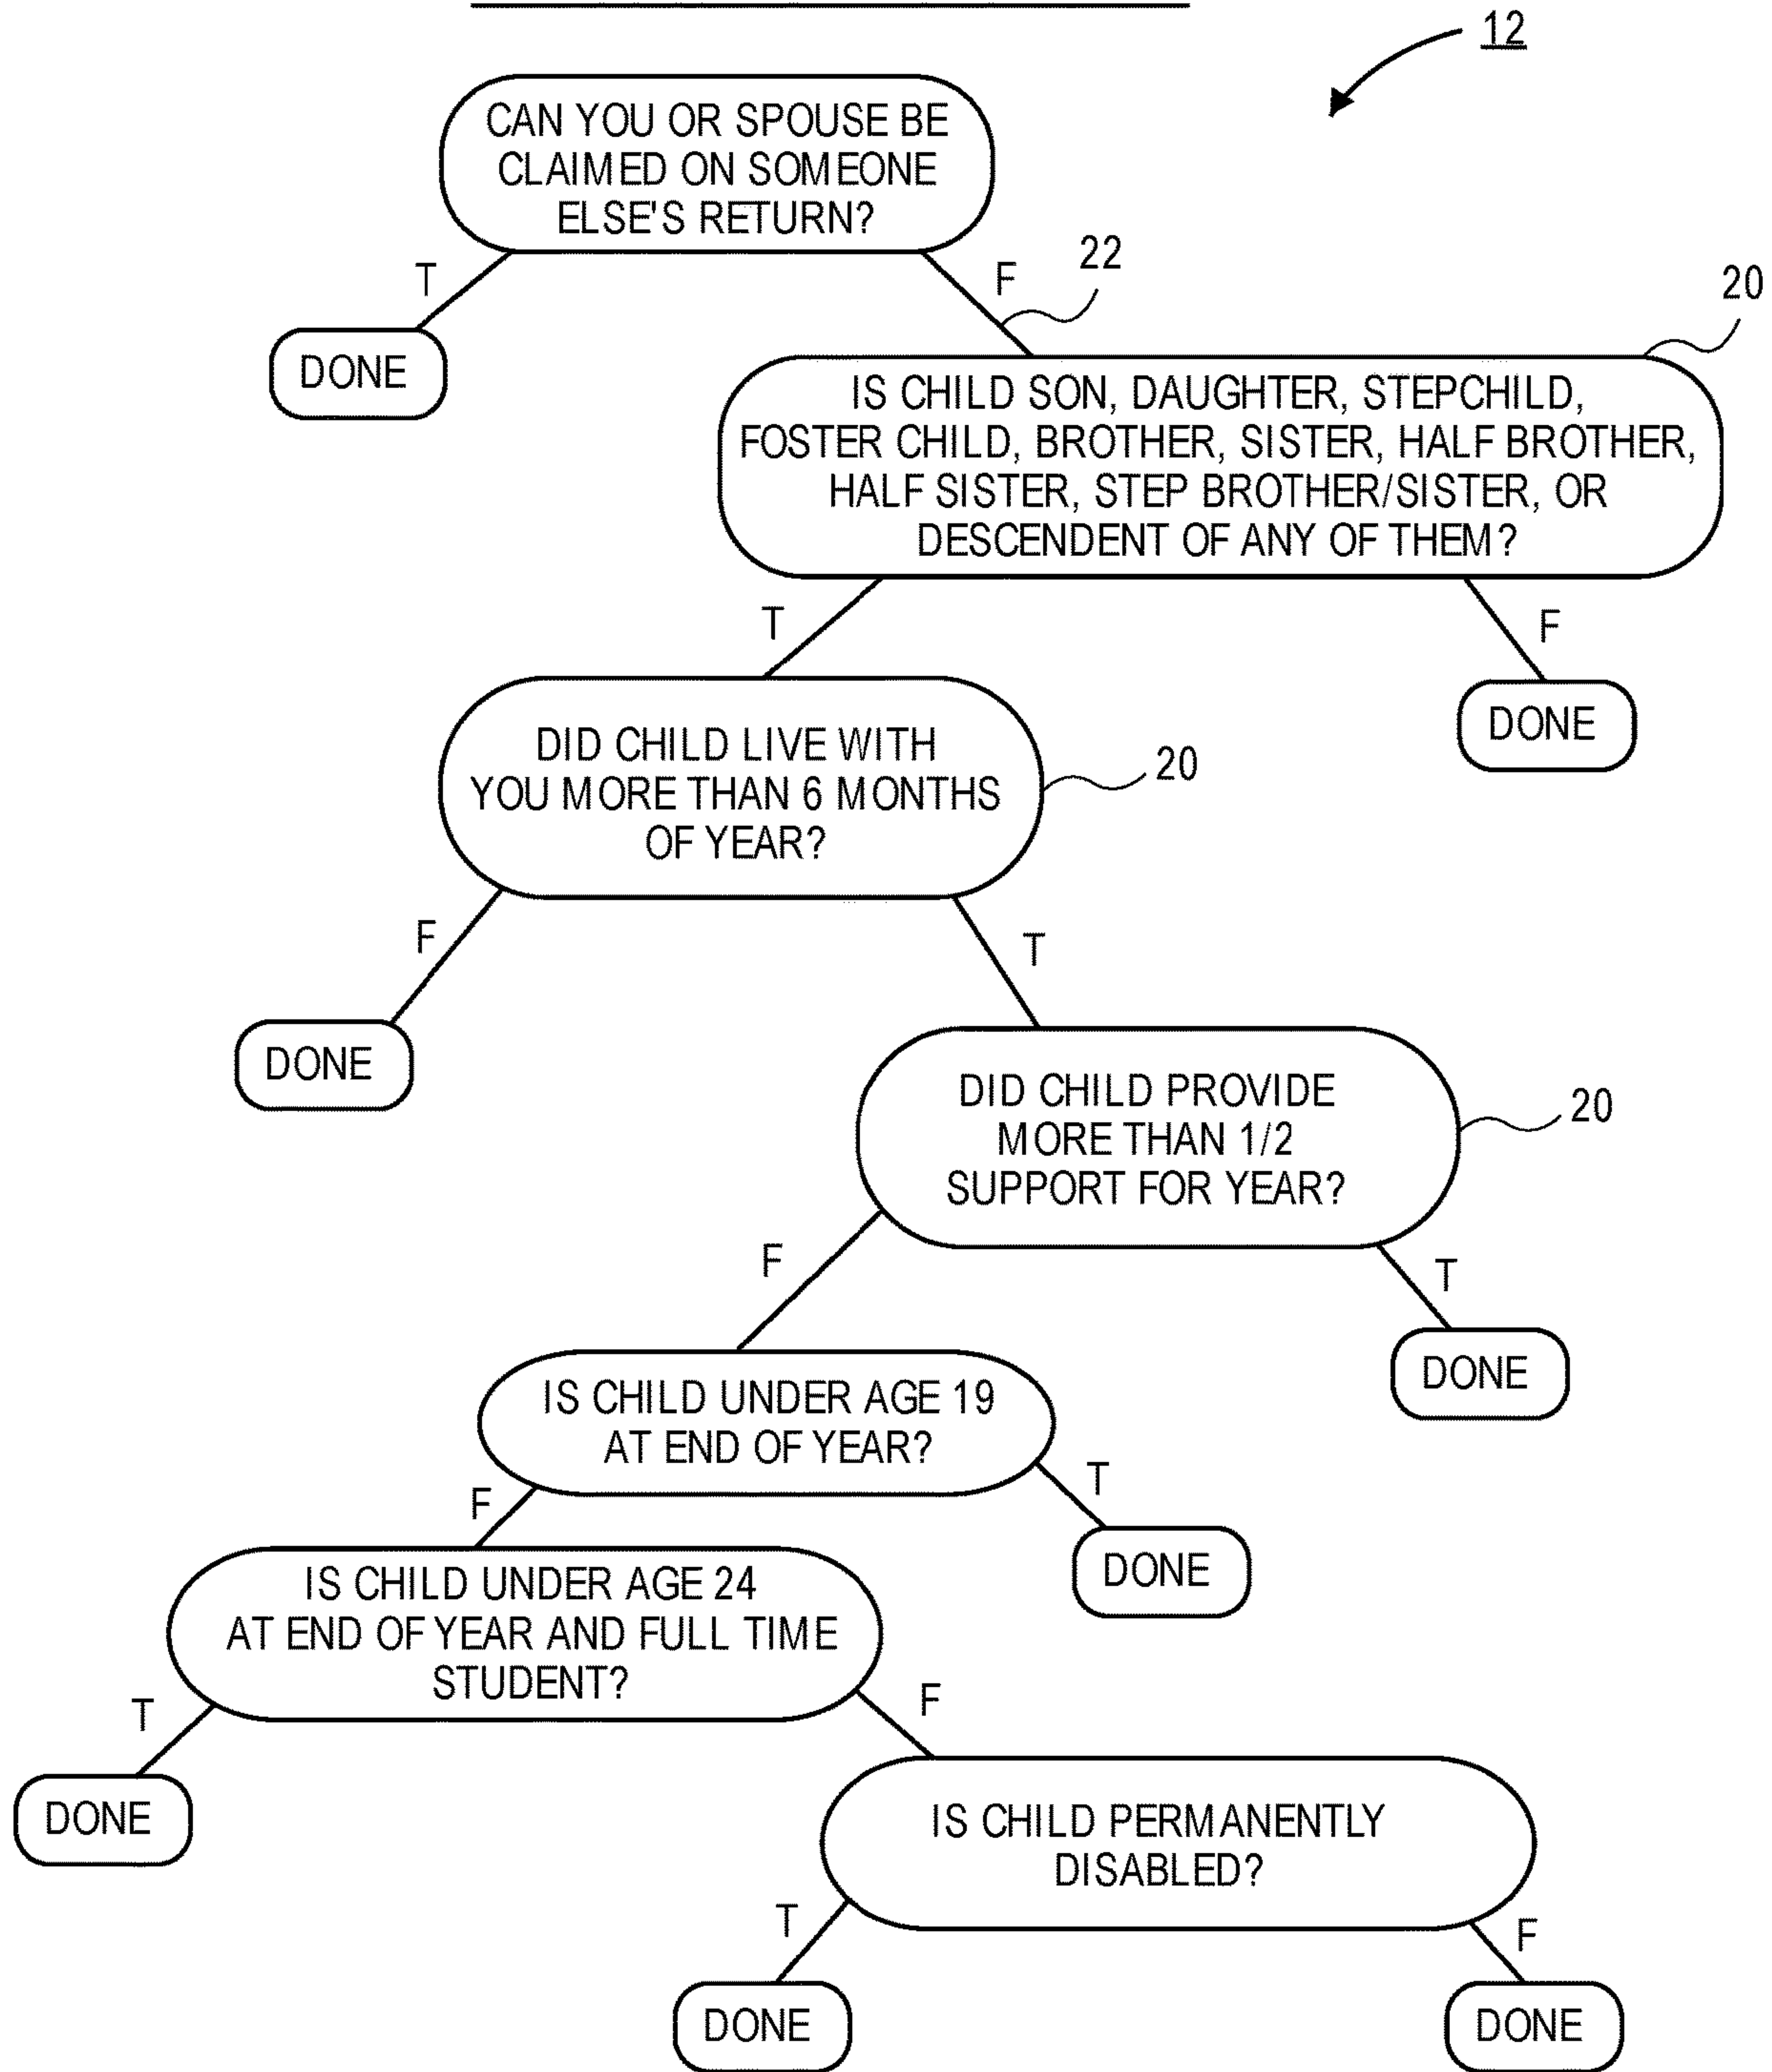 12
CAN YOU OR SPOUSE BE
CLAIMED ON SOMEONE
ELSE'S RETURN?
T
F
22
20
DONE
IS CHILD SON, DAUGHTER, STEPCHILD,
FOSTER CHILD, BROTHER, SISTER, HALF BROTHER,
HALF SISTER, STEP BROTHER/SISTER, OR
DESCENDENT OF ANY OF THEM?
T
F
DONE
DID CHILD LIVE WITH
YOU MORE THAN 6 MONTHS
OF YEAR?
20
F
T
DONE
DID CHILD PROVIDE
MORE THAN 1/2
SUPPORT FOR YEAR?
20
F
T
DONE
IS CHILD UNDER AGE 19
AT END OF YEAR?
F
T
DONE
IS CHILD UNDER AGE 24
AT END OF YEAR AND FULL TIME
STUDENT?
T
F
DONE
IS CHILD PERMANENTLY
DISABLED?
T
F
DONE
DONE